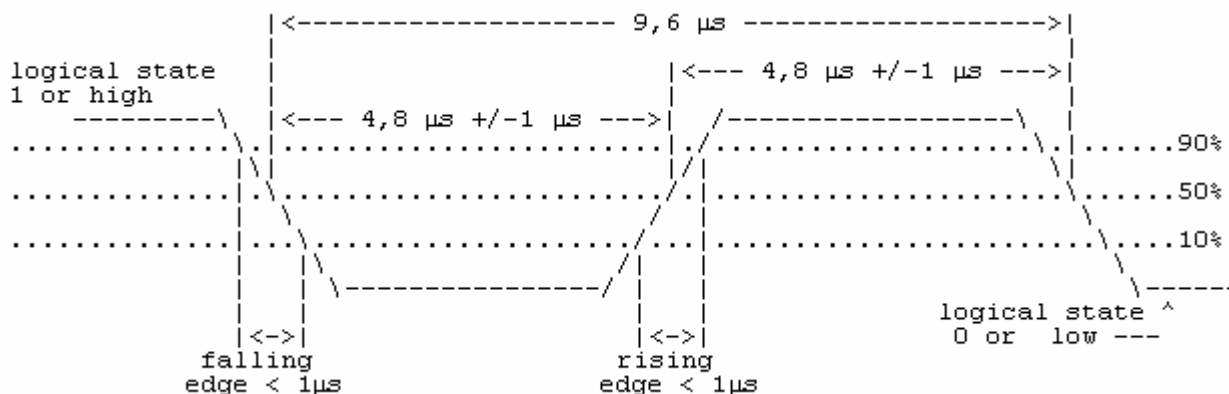 |<-------------------- 9,6 µs -------------------->|
logical state
|<--- 4,8 µs +/-1 µs --->|
1 or high
---------\ |<--- 4,8 µs +/-1 µs --->| /------------------\
90%
50%
10%
\----------------/ \-----
logical state ^
|<->| |<->| 0 or low ---
falling rising
edge < 1µs edge < 1µs